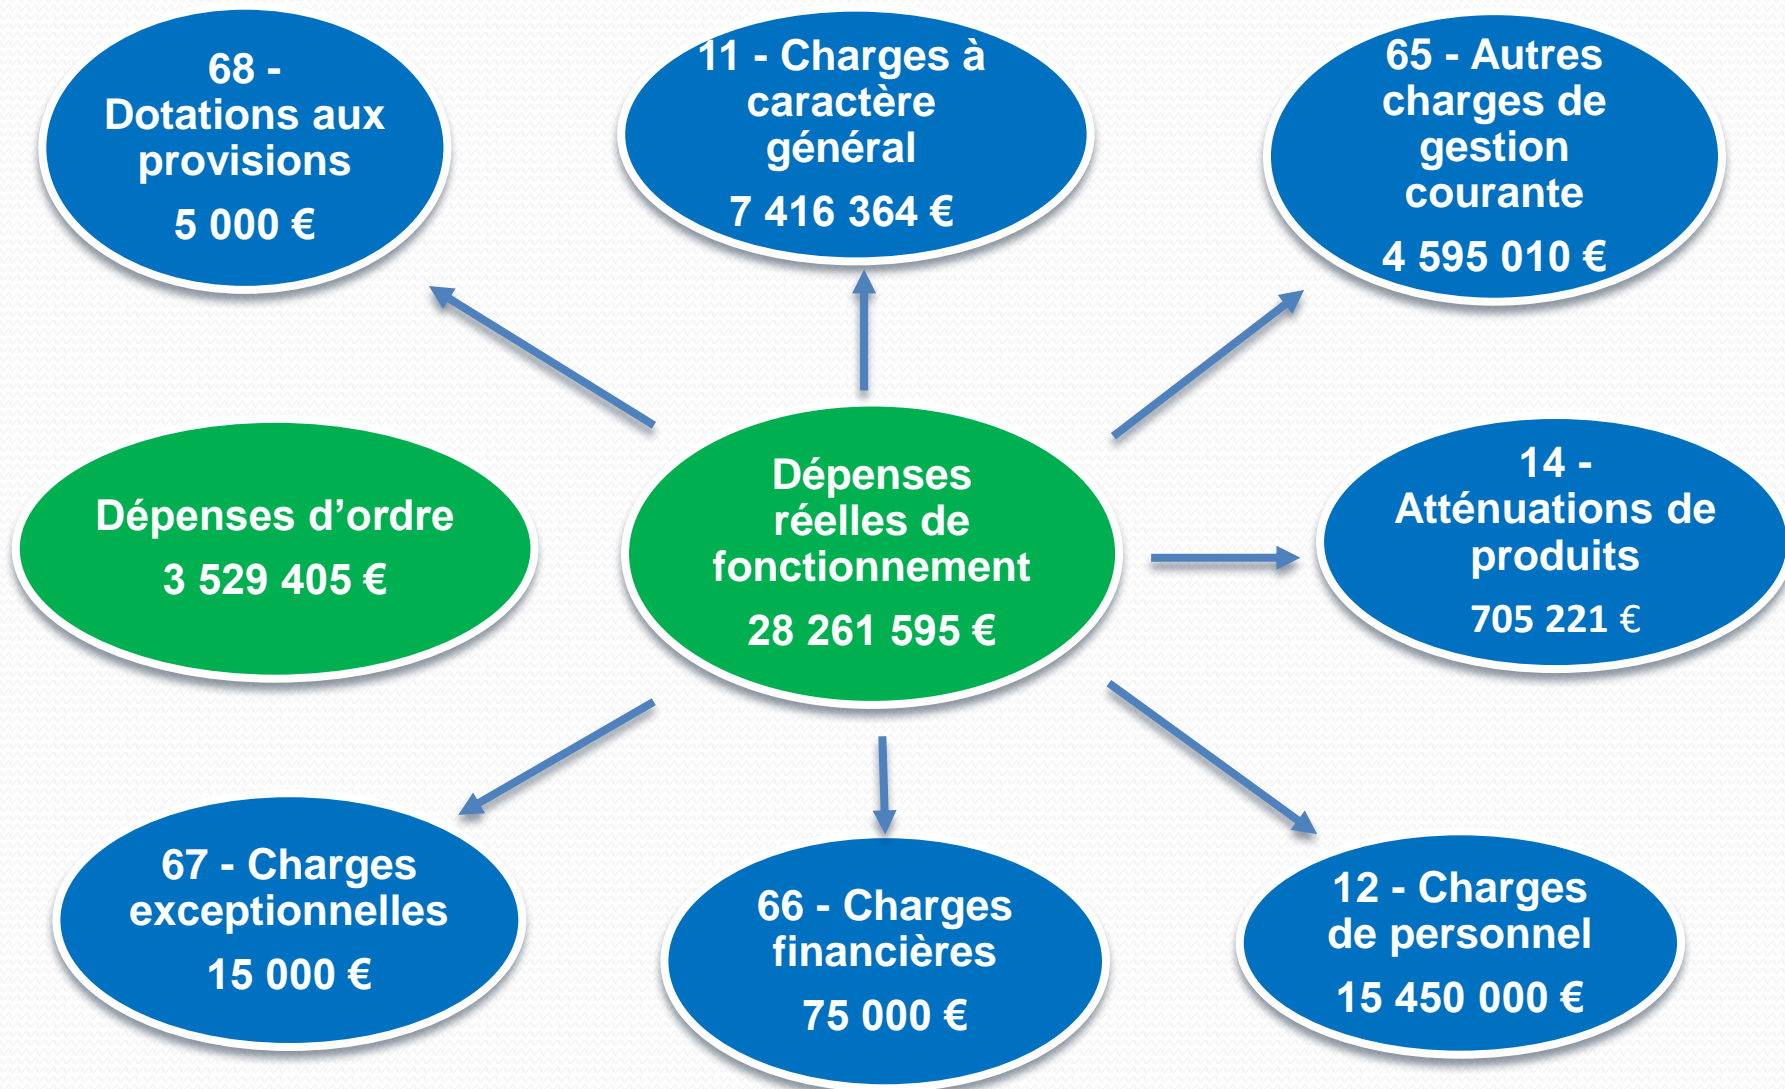 68 -
Dotations aux
provisions
5 000 €
11 - Charges à
caractère
général
7 416 364 €
65 - Autres
charges de
gestion
courante
4 595 010 €
Dépenses d’ordre
3 529 405 €
Dépenses
réelles de
fonctionnement
28 261 595 €
14 -
Atténuations de
produits
705 221 €
67 - Charges
exceptionnelles
15 000 €
66 - Charges
financières
75 000 €
12 - Charges
de personnel
15 450 000 €